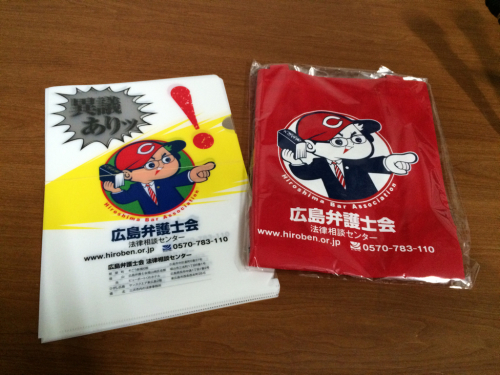 異議
ありッ
!
C
Hiroshima Bar Association
広島弁護士会
法律相談センター
www.hiroben.or.jp 0570-783-110
広島弁護士会 法律相談センター
C
Hiroshima Bar Association
広島弁護士会
法律相談センター
www.hiroben.or.jp 0570-783-110